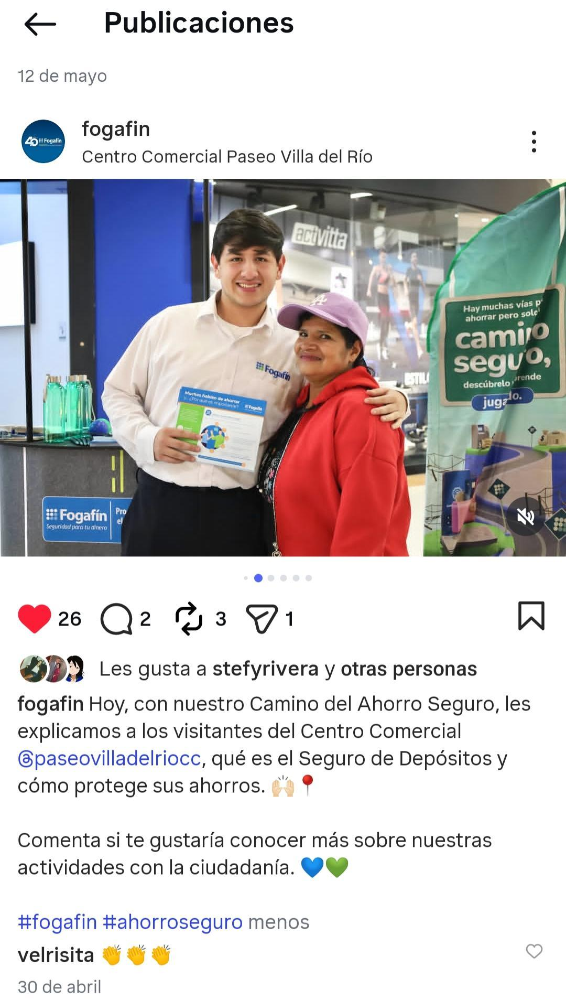 Publicaciones
12 de mayo
40 Fogafín
fogafin
Centro Comercial Paseo Villa del Río
activitta
Hay muchas vías p
ahorrar pero solo
camino
seguro,
descúbrelo
rende
jugando.
Fogafín
Muchos hablan de ahorrar
¿Por qué es importante?
Fogafín
ESTIL
Fogafín
Seguridad para tu dinero
Pro
el
26 2 3 1
Les gusta a stefyrivera y otras personas
fogafin Hoy, con nuestro Camino del Ahorro Seguro, les
explicamos a los visitantes del Centro Comercial
@paseovilladelriocc, qué es el Seguro de Depósitos y
cómo protege sus ahorros. 🙌🏻📍
Comenta si te gustaría conocer más sobre nuestras
actividades con la ciudadanía. 💙💚
#fogafin #ahorroseguro menos
velrisita 👏👏👏
30 de abril